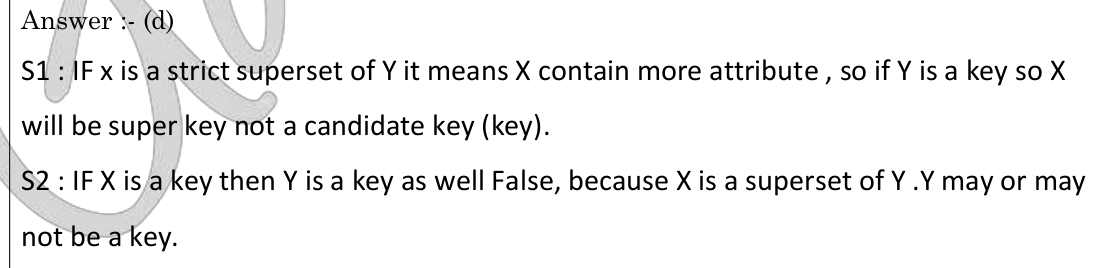 Answer :- (d)
S1 : IF x is a strict superset of Y it means X contain more attribute , so if Y is a key so X
will be super key not a candidate key (key).
S2 : IF X is a key then Y is a key as well False, because X is a superset of Y .Y may or may
not be a key.